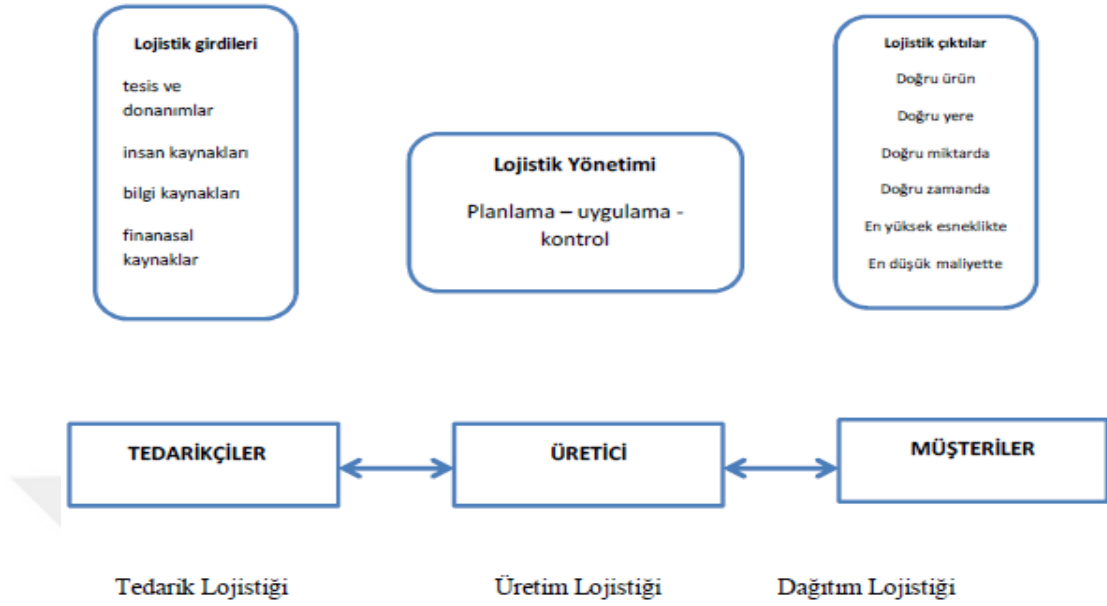 Lojistik girdileri
tesis ve
donanımlar
insan kaynakları
bilgi kaynakları
finanasal
kaynaklar
Lojistik Yönetimi
Planlama – uygulama -
kontrol
Lojistik çıktılar
Doğru ürün
Doğru yere
Doğru miktarda
Doğru zamanda
En yüksek esneklikte
En düşük maliyette
TEDARİKÇİLER
ÜRETİCİ
MÜŞTERİLER
Tedarik Lojistiği
Üretim Lojistiği
Dağıtım Lojistiği